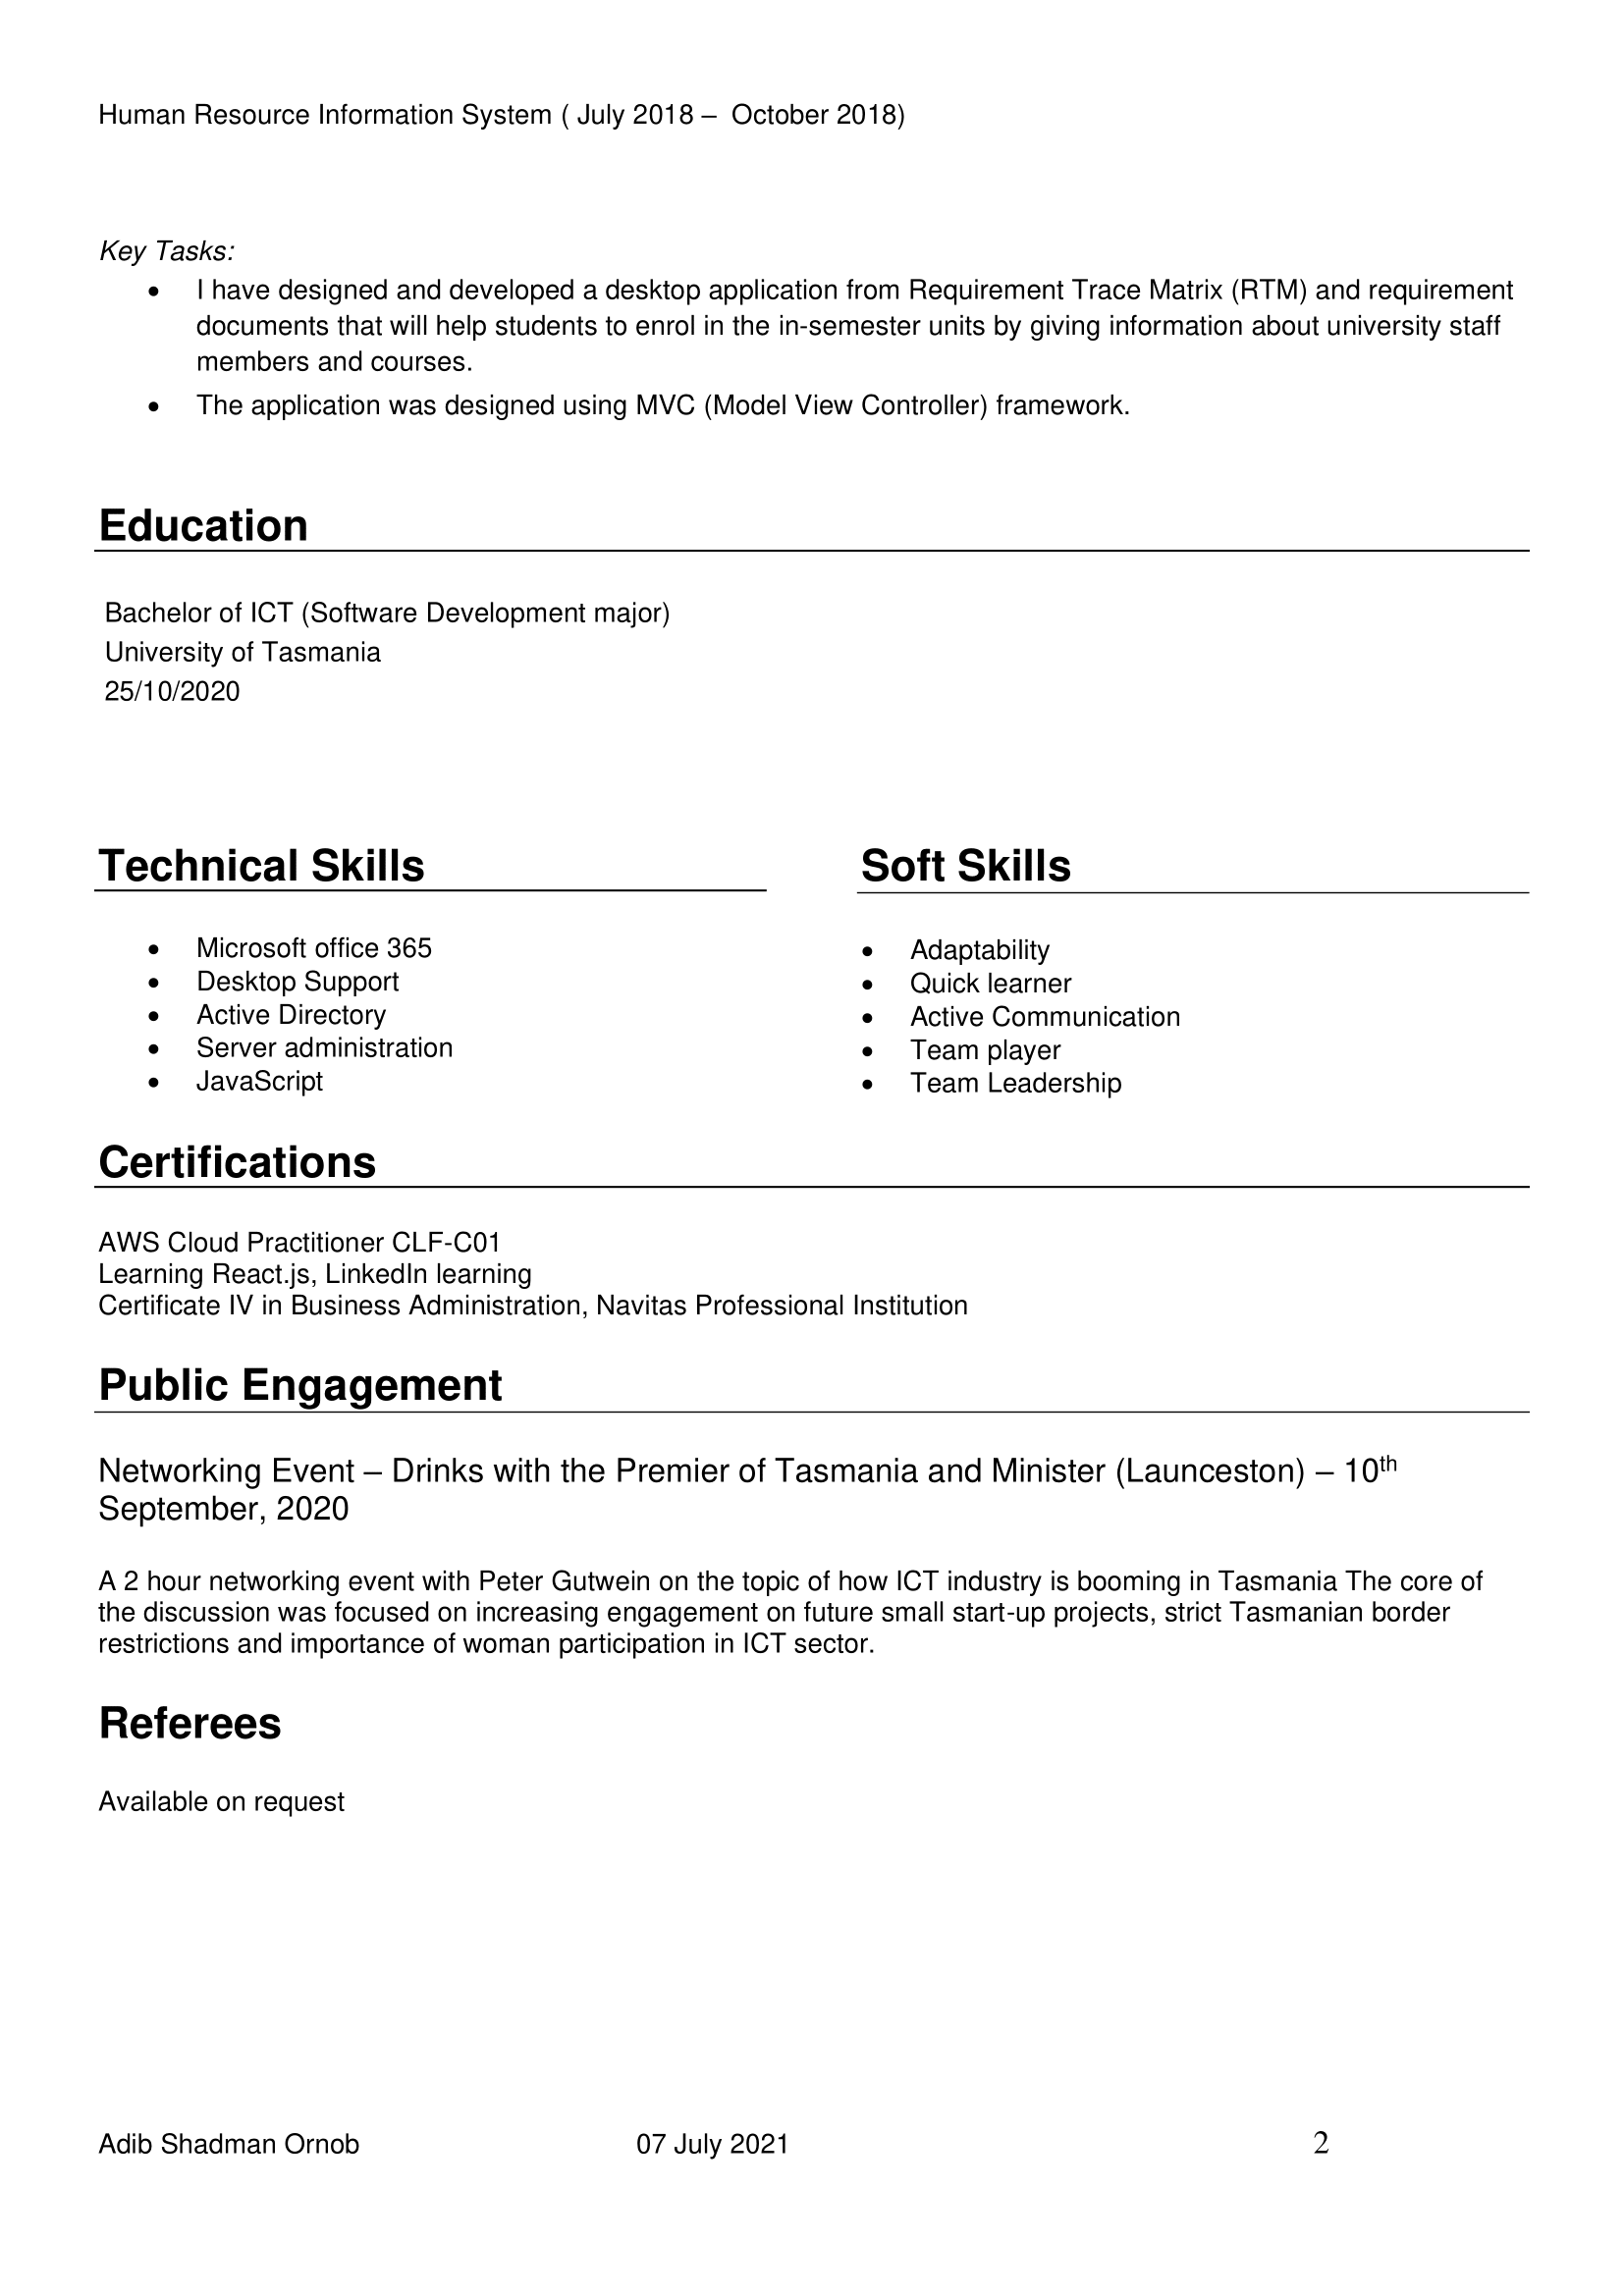 Human Resource Information System ( July 2018 – October 2018)
Key Tasks:
• I have designed and developed a desktop application from Requirement Trace Matrix (RTM) and requirement
documents that will help students to enrol in the in-semester units by giving information about university staff
members and courses.
• The application was designed using MVC (Model View Controller) framework.
Education
Bachelor of ICT (Software Development major)
University of Tasmania
25/10/2020
Technical Skills
• Microsoft office 365
• Desktop Support
• Active Directory
• Server administration
• JavaScript
Soft Skills
• Adaptability
• Quick learner
• Active Communication
• Team player
• Team Leadership
Certifications
AWS Cloud Practitioner CLF-C01
Learning React.js, LinkedIn learning
Certificate IV in Business Administration, Navitas Professional Institution
Public Engagement
Networking Event – Drinks with the Premier of Tasmania and Minister (Launceston) – 10th
September, 2020
A 2 hour networking event with Peter Gutwein on the topic of how ICT industry is booming in Tasmania The core of
the discussion was focused on increasing engagement on future small start-up projects, strict Tasmanian border
restrictions and importance of woman participation in ICT sector.
Referees
Available on request
Adib Shadman Ornob 07 July 2021 2